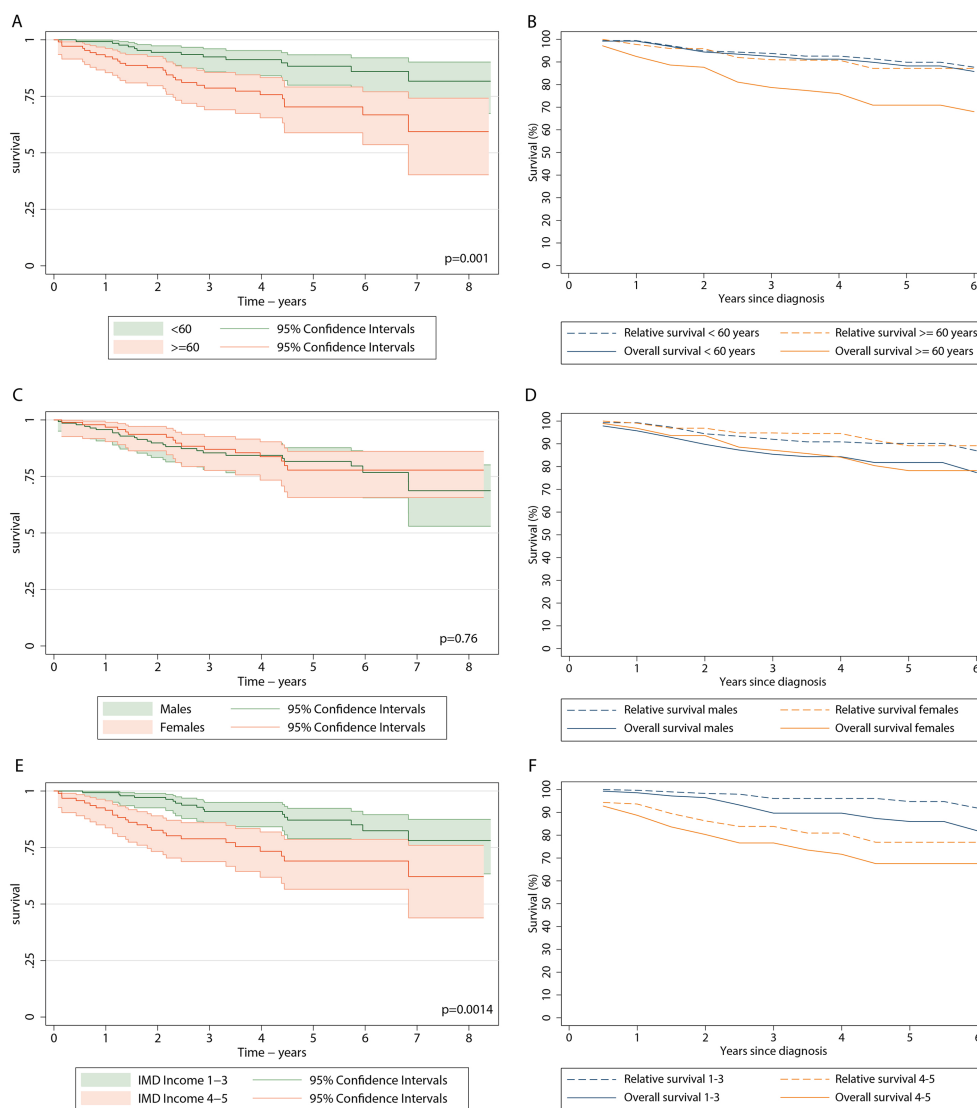 A
survival
1
.75
.5
.25
0
p=0.001
0 1 2 3 4 5 6 7 8
Time – years
<60 95% Confidence Intervals
>=60 95% Confidence Intervals
B
Survival (%)
100
90
80
70
60
50
40
30
20
10
0
0 1 2 3 4 5 6
Years since diagnosis
Relative survival < 60 years Relative survival >= 60 years
Overall survival < 60 years Overall survival >= 60 years
C
survival
1
.75
.5
.25
0
p=0.76
0 1 2 3 4 5 6 7 8
Time – years
Males 95% Confidence Intervals
Females 95% Confidence Intervals
D
Survival (%)
100
90
80
70
60
50
40
30
20
10
0
0 1 2 3 4 5 6
Years since diagnosis
Relative survival males Relative survival females
Overall survival males Overall survival females
E
survival
1
.75
.5
.25
0
p=0.0014
0 1 2 3 4 5 6 7 8
Time – years
IMD Income 1–3 95% Confidence Intervals
IMD Income 4–5 95% Confidence Intervals
F
Survival (%)
100
90
80
70
60
50
40
30
20
10
0
0 1 2 3 4 5 6
Years since diagnosis
Relative survival 1-3 Relative survival 4-5
Overall survival 1-3 Overall survival 4-5